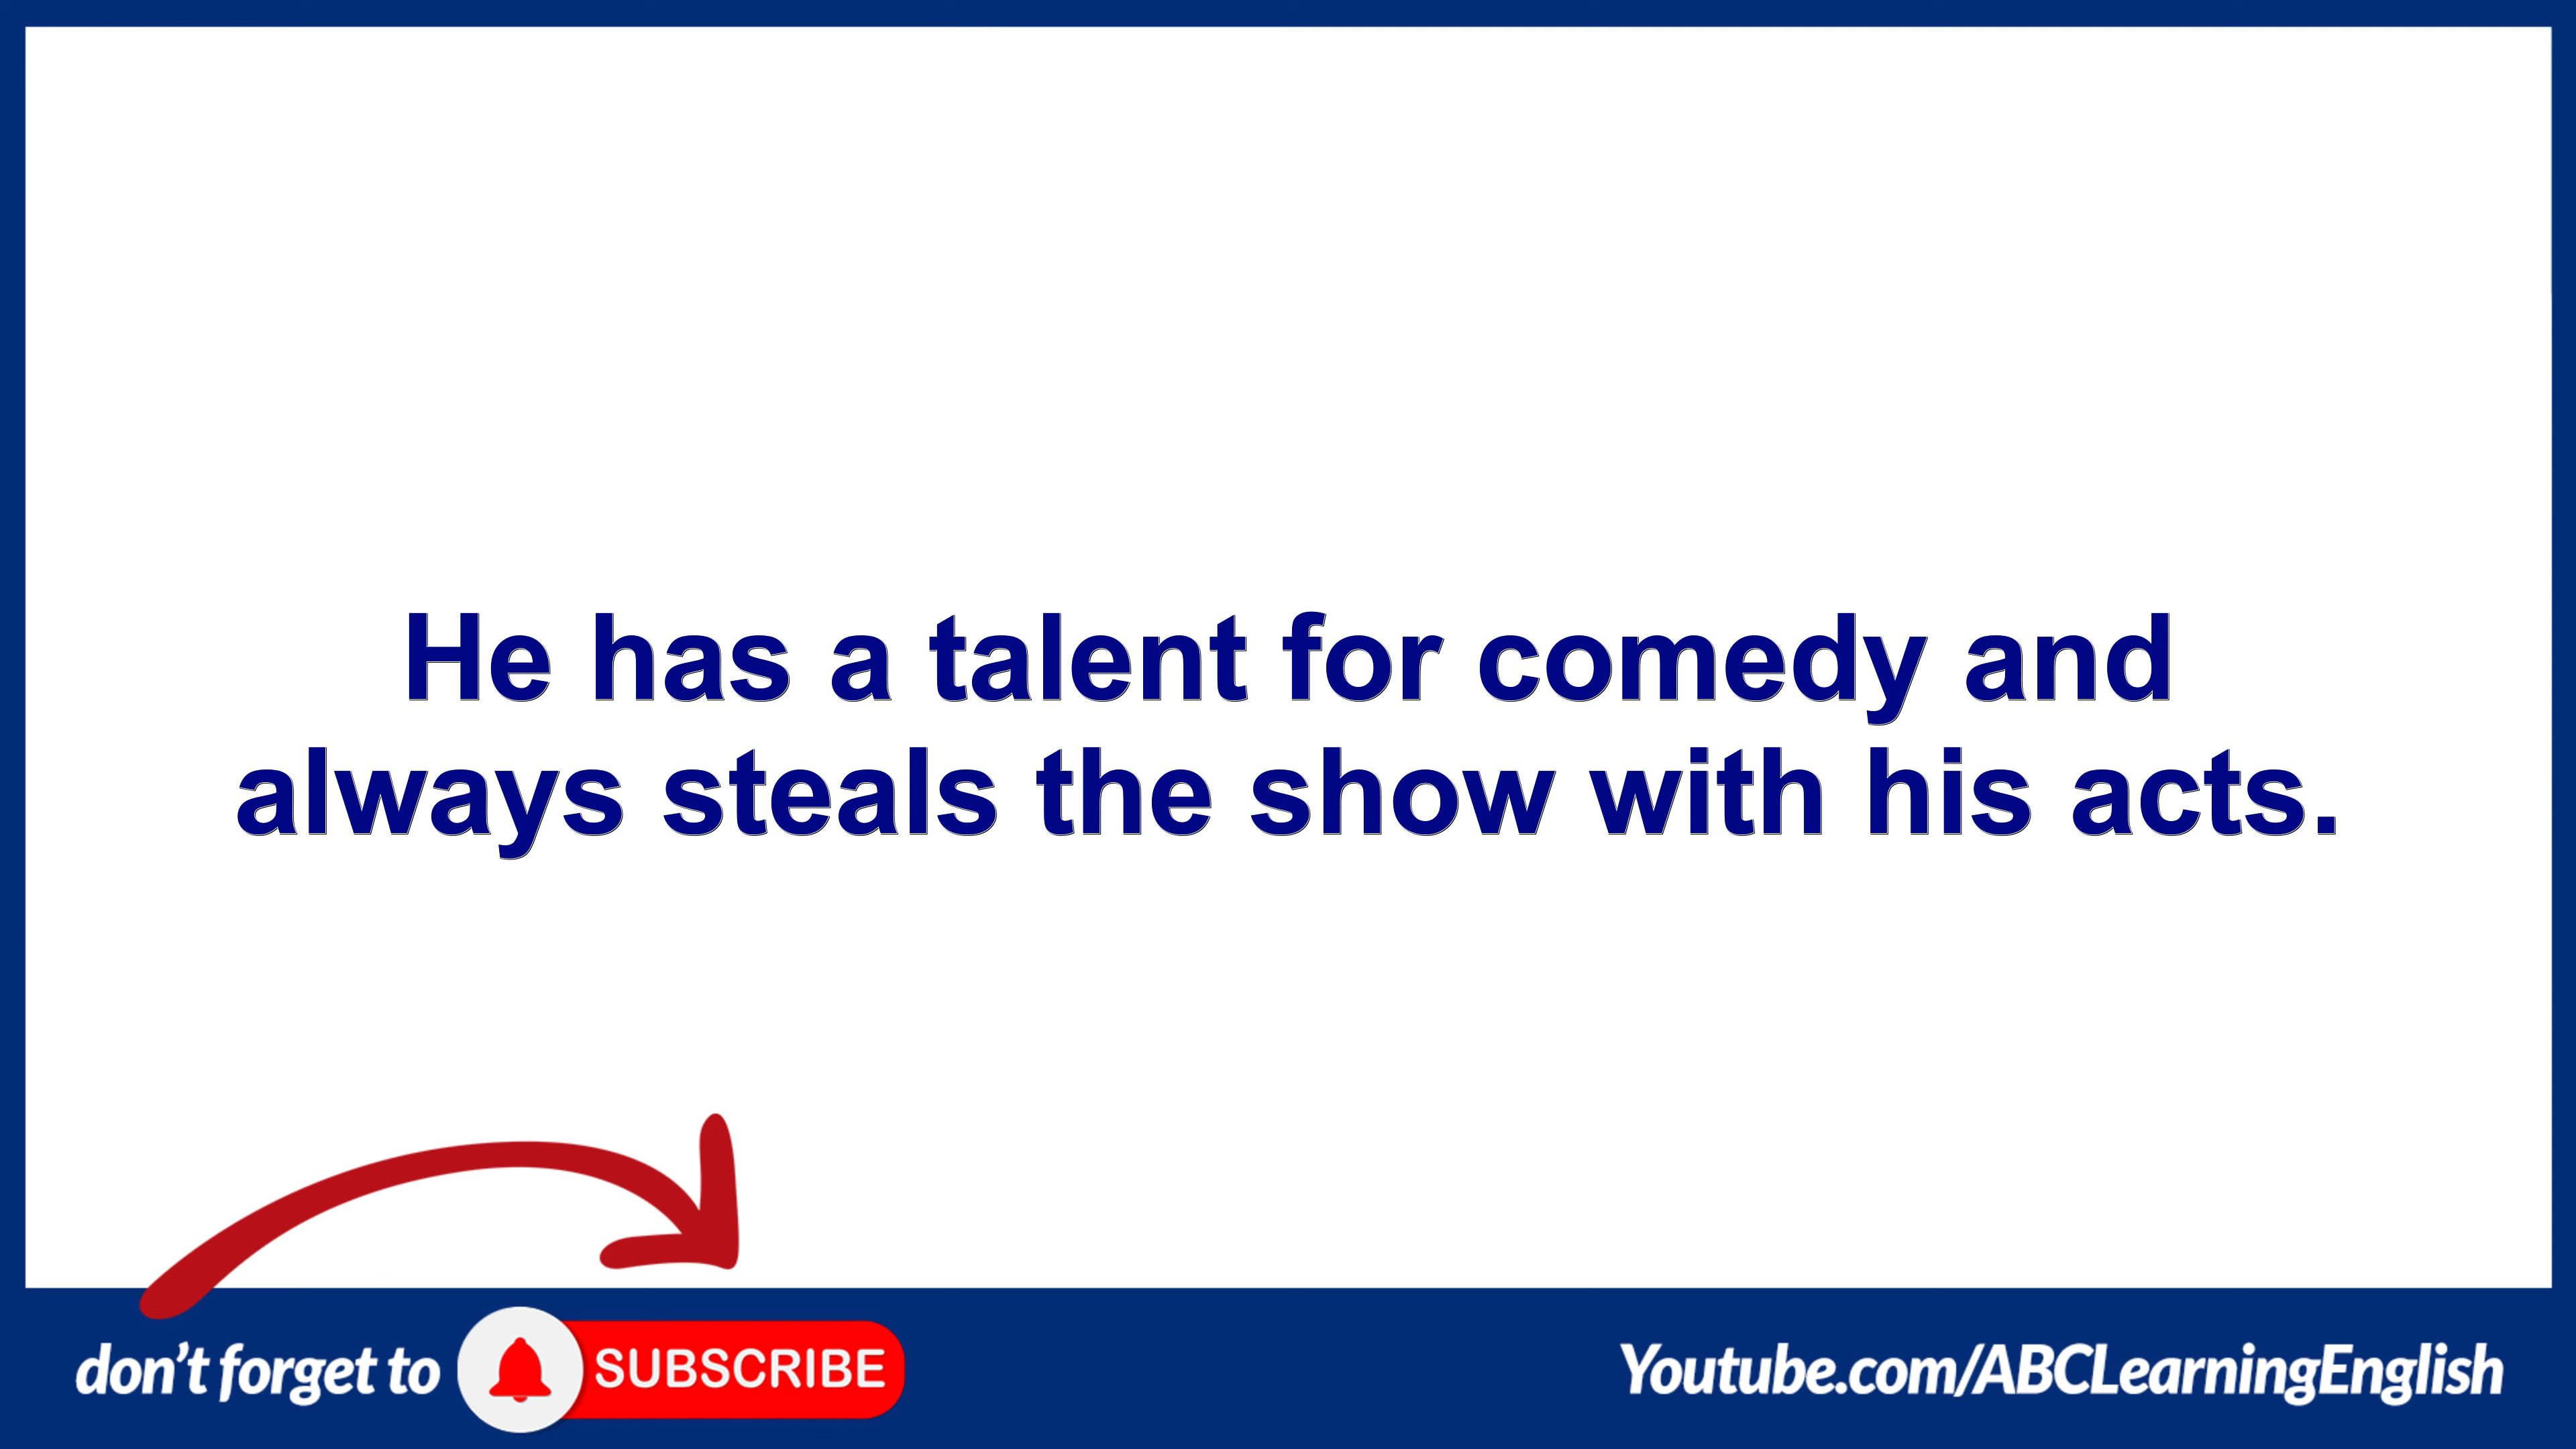 He has a talent for comedy and
always steals the show with his acts.
don't forget to SUBSCRIBE
Youtube.com/ABCLearningEnglish